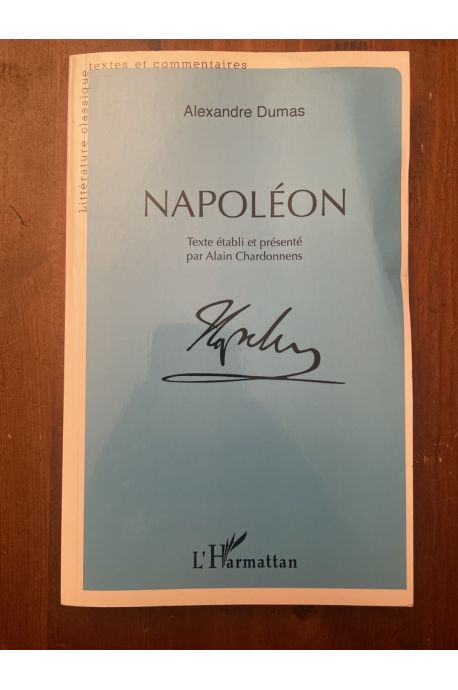 Littérature classique
textes et commentaires
Alexandre Dumas
NAPOLÉON
Texte établi et présenté
par Alain Chardonnens
L'Harmattan